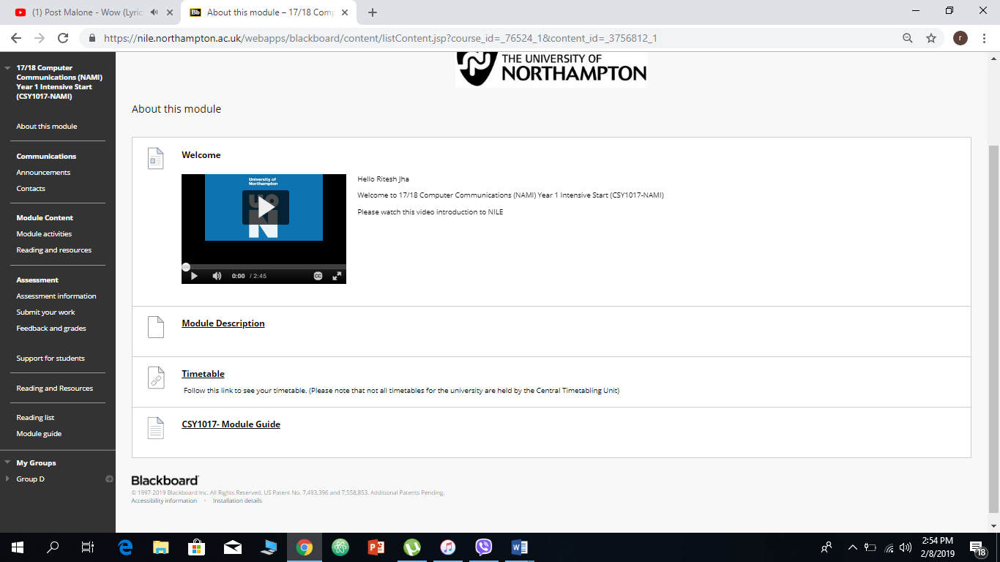 (1) Post Malone - Wow (Lyric
About this module – 17/18 Comp
https://nile.northampton.ac.uk/webapps/blackboard/content/listContent.jsp?course_id=_76524_1&content_id=_3756812_1
r
17/18 Computer
Communications (NAMI)
Year 1 Intensive Start
(CSY1017-NAMI)
About this module
Communications
Announcements
Contacts
Module Content
Module activities
Reading and resources
Assessment
Assessment information
Submit your work
Feedback and grades
Support for students
Reading and Resources
Reading list
Module guide
My Groups
Group D
THE UNIVERSITY OF
NORTHAMPTON
About this module
Welcome
University of
Northampton
UO
N
0:00 / 2:45
CC
Hello Ritesh Jha
Welcome to 17/18 Computer Communications (NAMI) Year 1 Intensive Start (CSY1017-NAMI)
Please watch this video introduction to NILE
Module Description
Timetable
Follow this link to see your timetable. (Please note that not all timetables for the university are held by the Central Timetabling Unit)
CSY1017- Module Guide
Blackboard
© 1997-2019 Blackboard Inc. All Rights Reserved. US Patent No. 7,493,396 and 7,558,853. Additional Patents Pending.
Accessibility information · Installation details
2:54 PM
2/8/2019
18